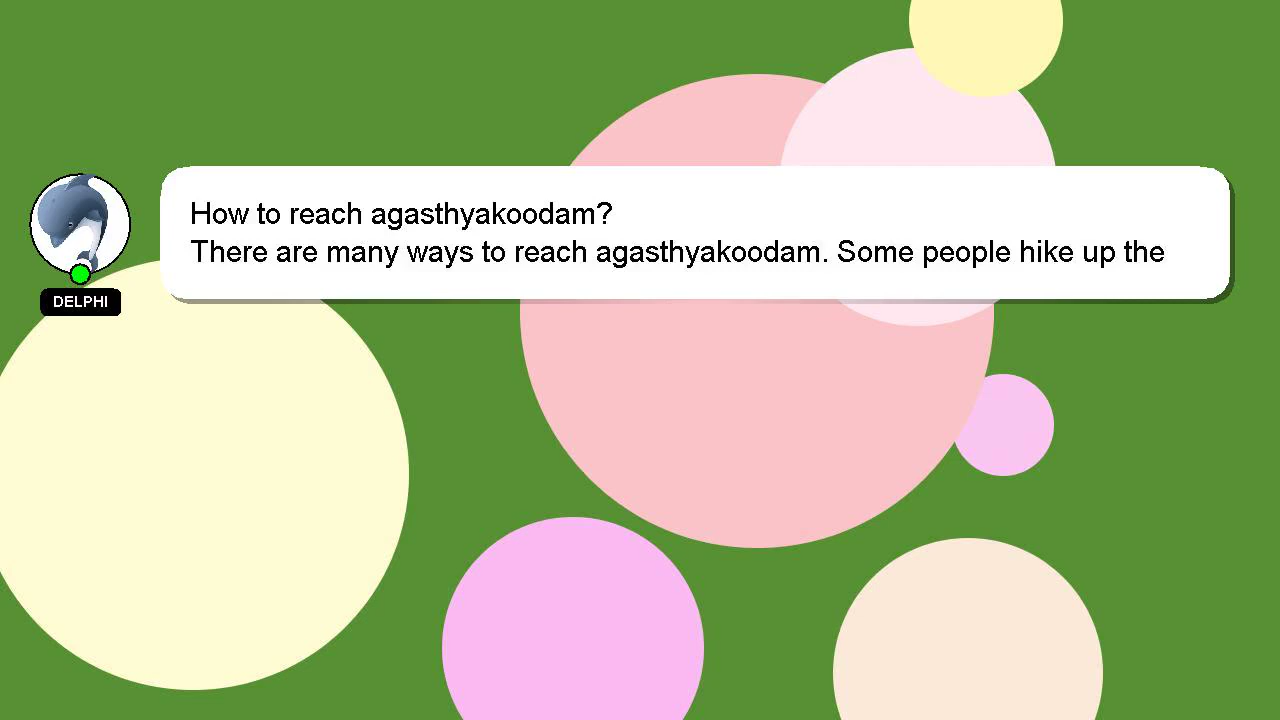 How to reach agasthyakoodam?
There are many ways to reach agasthyakoodam. Some people hike up the
DELPHI